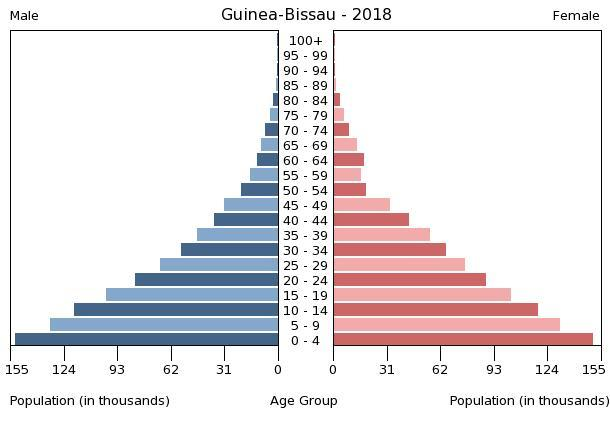 Guinea-Bissau - 2018
Male
Female
100+
95 - 99
90 - 94
85 - 89
80 - 84
75 - 79
70 - 74
65 - 69
60 - 64
55 - 59
50 - 54
45 - 49
40 - 44
35 - 39
30 - 34
25 - 29
20 - 24
15 - 19
10 - 14
5 - 9
0 - 4
155 124 93 62 31 0 0 31 62 93 124 155
Population (in thousands) Age Group Population (in thousands)